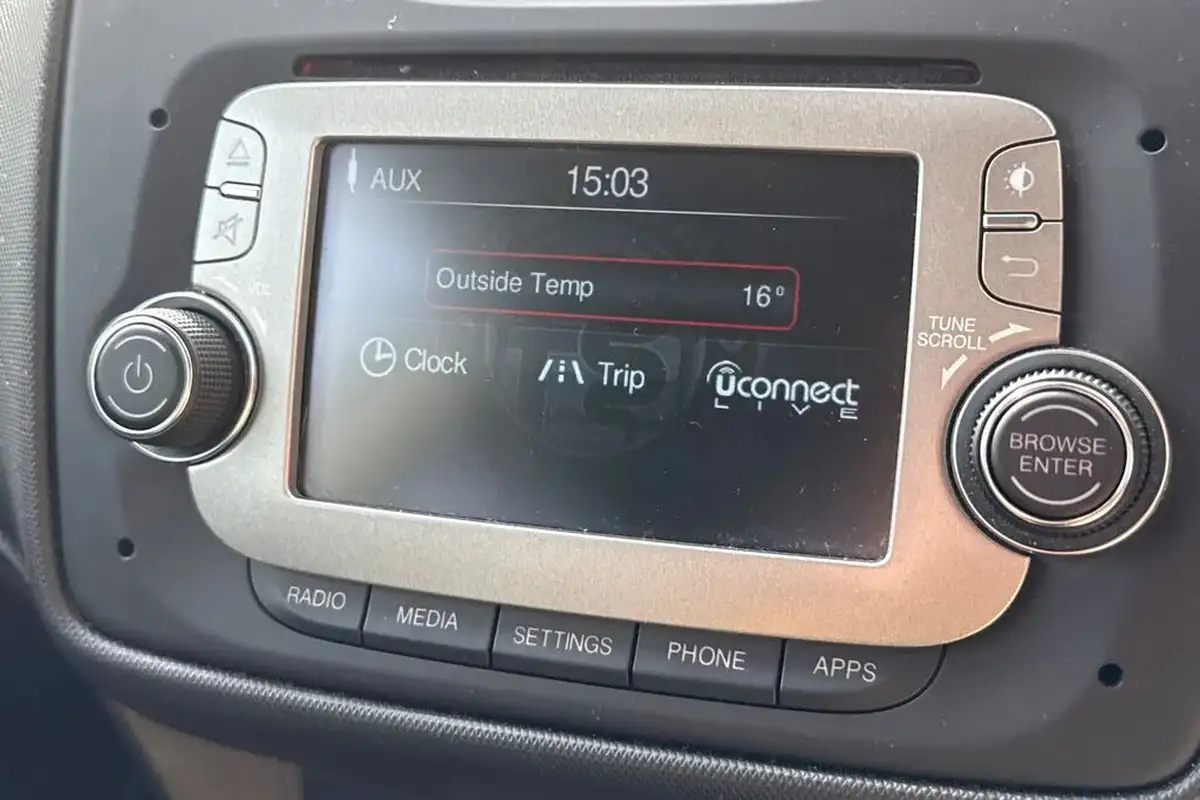 AUX
15:03
VOL
Outside Temp
16°
Clock
Trip
uconnect
LIVE
TUNE
SCROLL
BROWSE
ENTER
RADIO
MEDIA
SETTINGS
PHONE
APPS